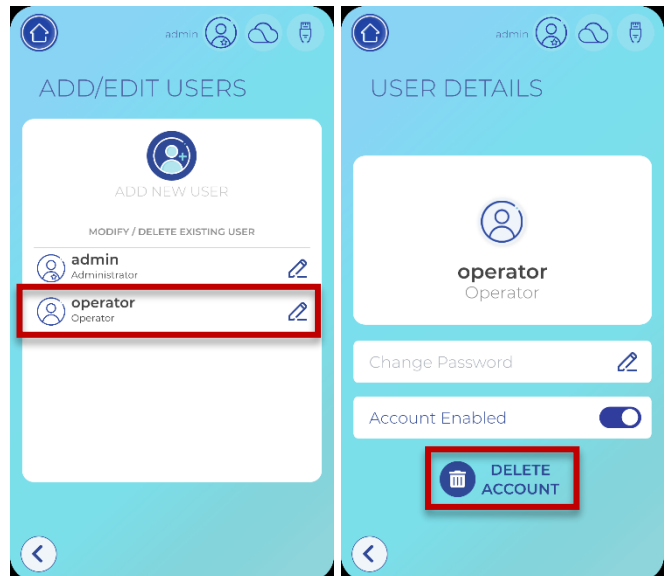 admin
ADD/EDIT USERS
ADD NEW USER
MODIFY / DELETE EXISTING USER
admin
Administrator
operator
Operator
admin
USER DETAILS
operator
Operator
Change Password
Account Enabled
DELETE
ACCOUNT